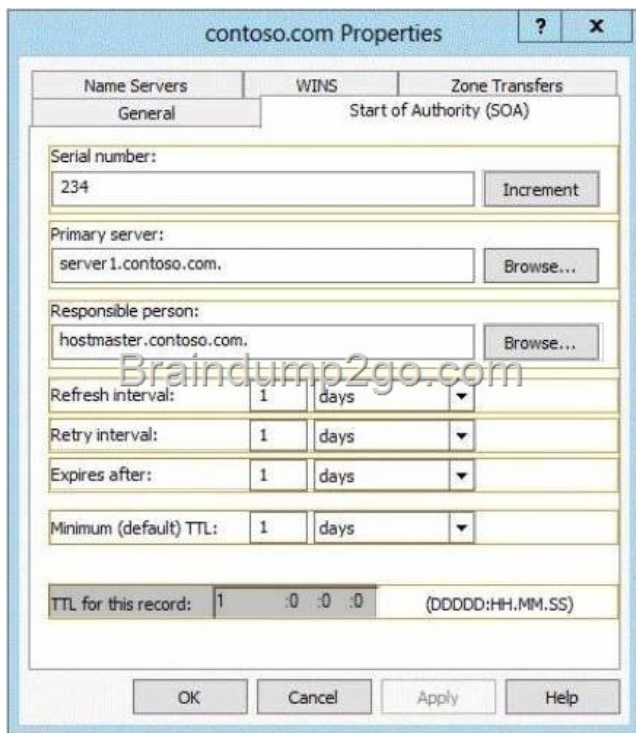 contoso.com Properties ? x
Name Servers WINS Zone Transfers
General Start of Authority (SOA)
Serial number:
234 Increment
Primary server:
server1.contoso.com. Browse...
Responsible person:
hostmaster.contoso.com. Browse...
Braindump2go.com
Refresh interval: 1 days
Retry interval: 1 days
Expires after: 1 days
Minimum (default) TTL: 1 days
TTL for this record: 1 :0 :0 :0 (DDDDD:HH.MM.SS)
OK Cancel Apply Help